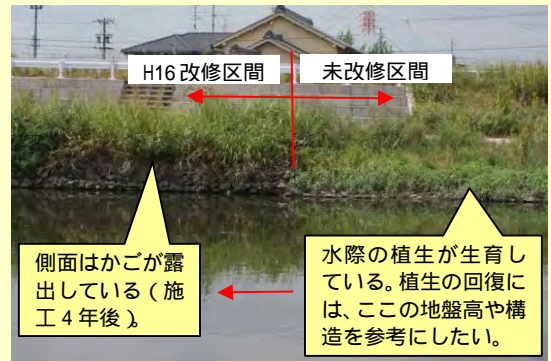 H16改修区間
未改修区間
側面はかごが露
出している(施
工4年後)。
水際の植生が生育し
ている。植生の回復に
は、ここの地盤高や構
造を参考にしたい。